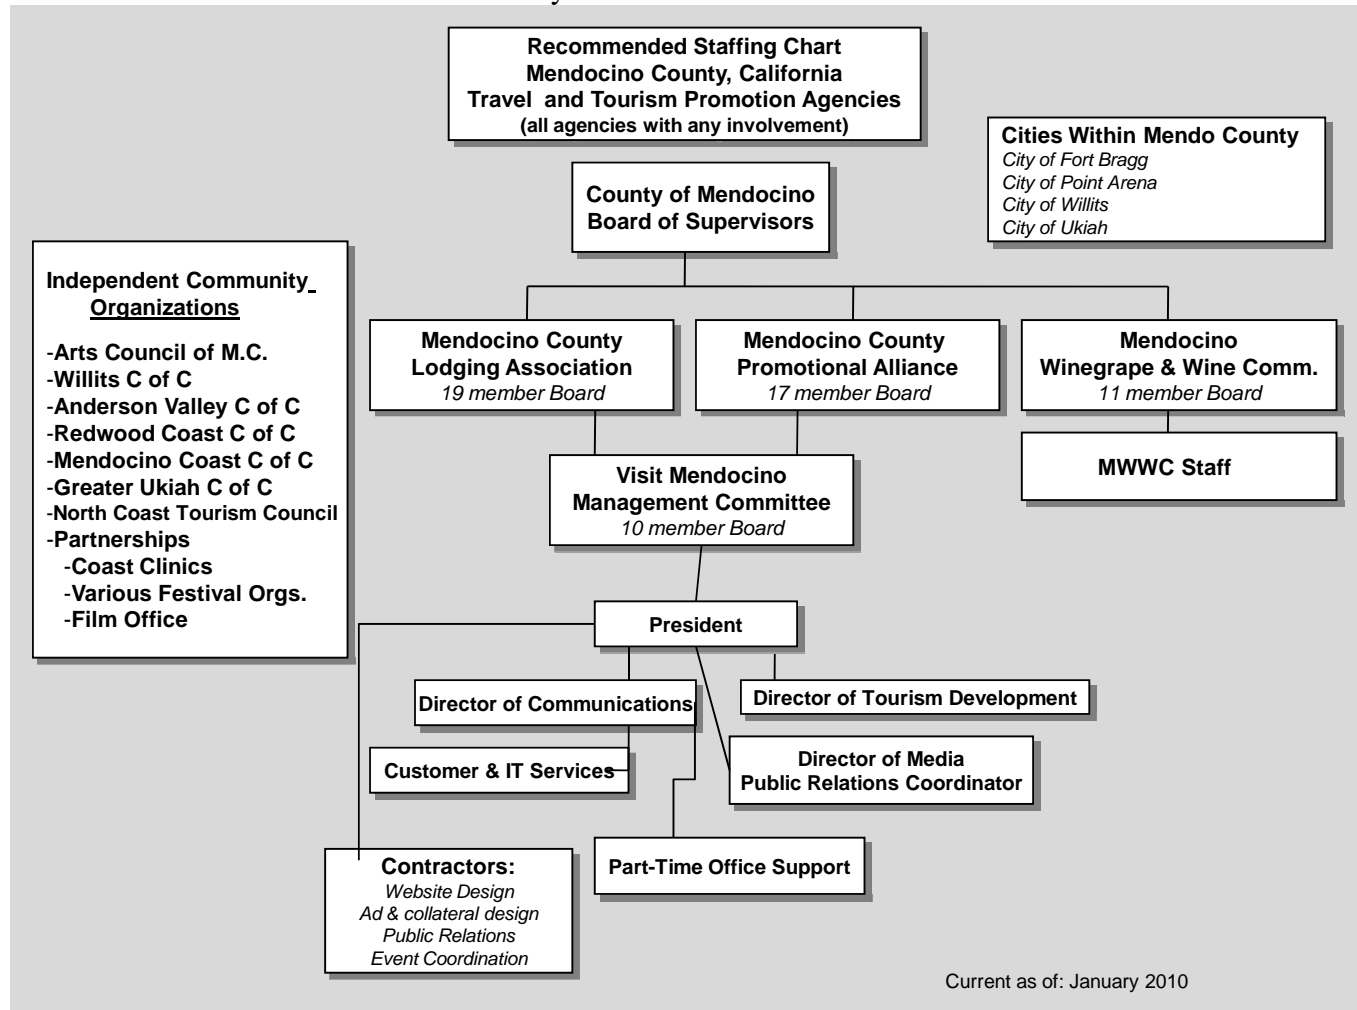 Recommended Staffing Chart
Mendocino County, California
Travel and Tourism Promotion Agencies
(all agencies with any involvement)
Cities Within Mendo County
City of Fort Bragg
City of Point Arena
City of Willits
City of Ukiah
County of Mendocino
Board of Supervisors
Independent Community
Organizations
-Arts Council of M.C.
-Willits C of C
-Anderson Valley C of C
-Redwood Coast C of C
-Mendocino Coast C of C
-Greater Ukiah C of C
-North Coast Tourism Council
-Partnerships
-Coast Clinics
-Various Festival Orgs.
-Film Office
Mendocino County
Lodging Association
19 member Board
Mendocino County
Promotional Alliance
17 member Board
Mendocino
Winegrape & Wine Comm.
11 member Board
MWWC Staff
Visit Mendocino
Management Committee
10 member Board
President
Director of Communications
Director of Tourism Development
Customer & IT Services
Director of Media
Public Relations Coordinator
Part-Time Office Support
Contractors:
Website Design
Ad & collateral design
Public Relations
Event Coordination
Current as of: January 2010